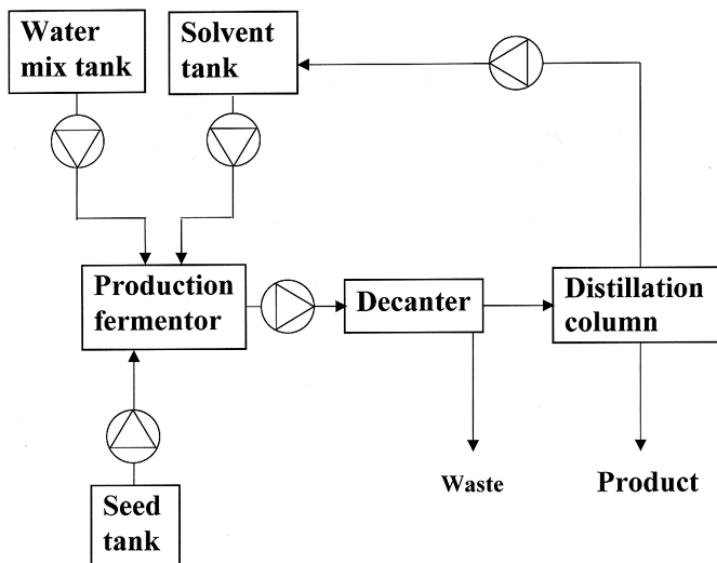 Water
mix tank
Solvent
tank
Production
fermentor
Decanter
Distillation
column
Waste
Product
Seed
tank